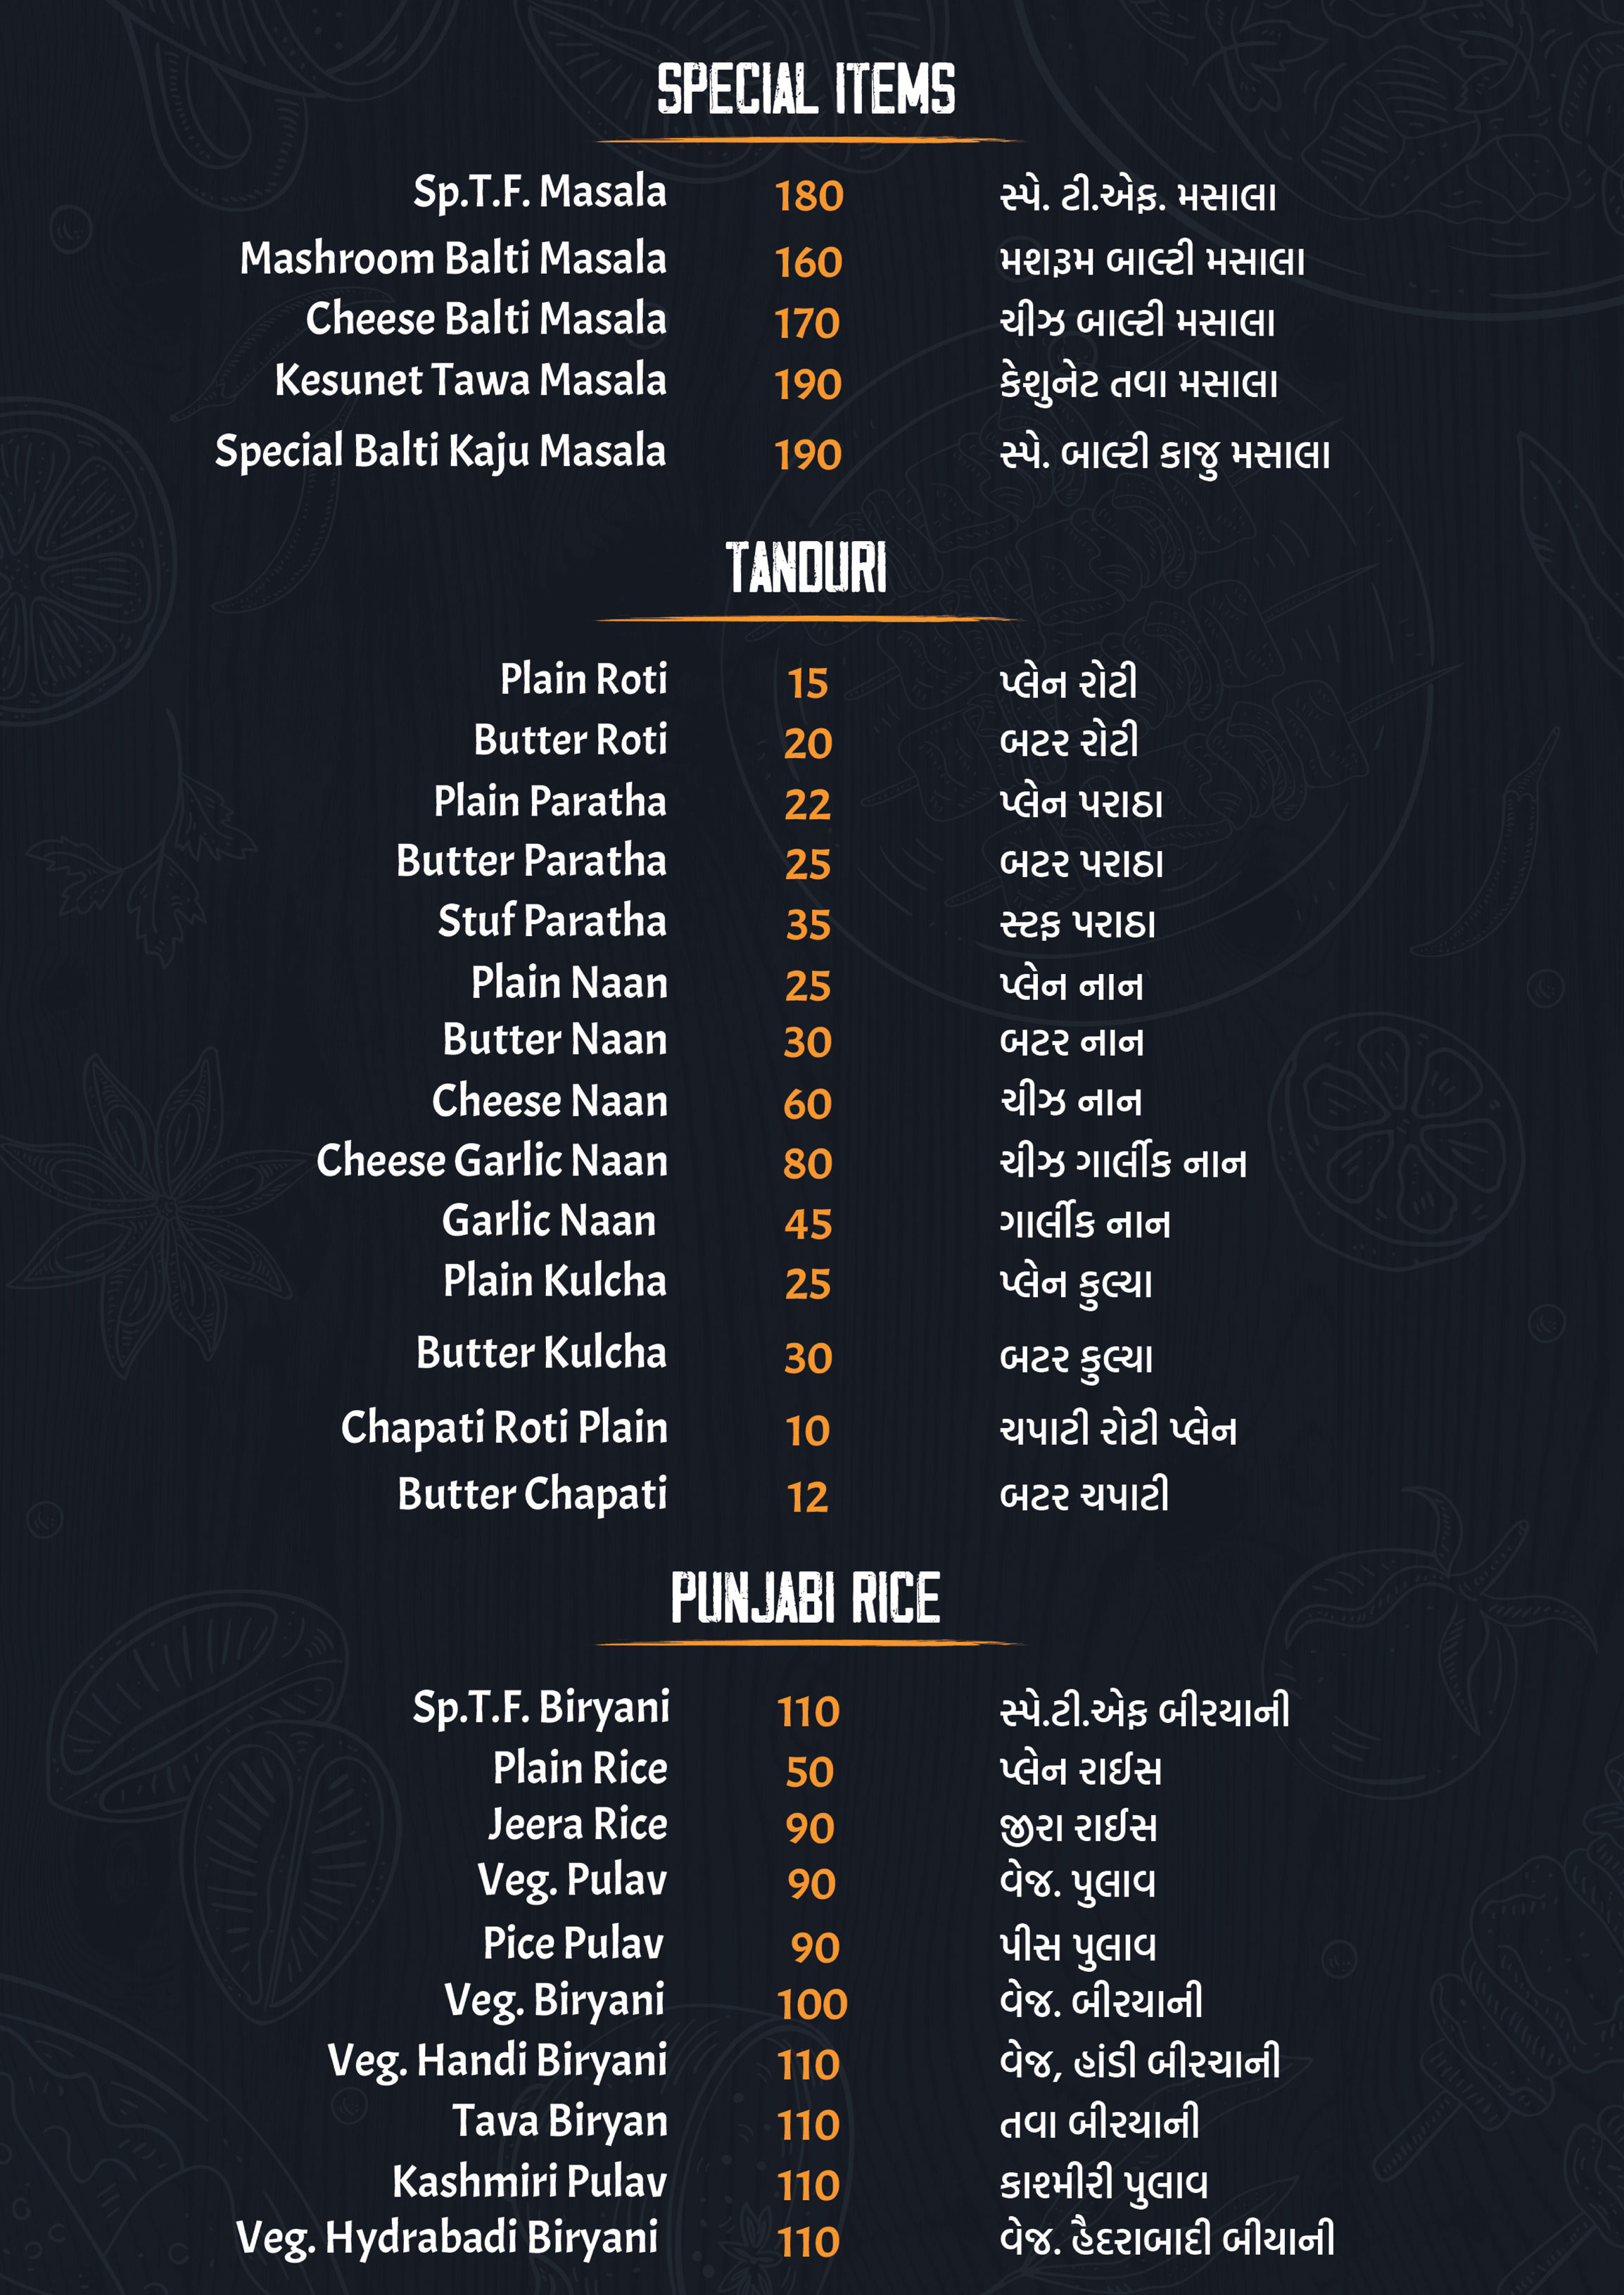 SPECIAL ITEMS
Sp.T.F. Masala 180 સ્પે. ટી.એફ. મસાલા
Mashroom Balti Masala 160 મશરૂમ બાલ્ટી મસાલા
Cheese Balti Masala 170 ચીઝ બાલ્ટી મસાલા
Kesunet Tawa Masala 190 કેશુનેટ તવા મસાલા
Special Balti Kaju Masala 190 સ્પે. બાલ્ટી કાજુ મસાલા
TANDURI
Plain Roti 15 પ્લેન રોટી
Butter Roti 20 બટર રોટી
Plain Paratha 22 પ્લેન પરાઠા
Butter Paratha 25 બટર પરાઠા
Stuf Paratha 35 સ્ટફ પરાઠા
Plain Naan 25 પ્લેન નાન
Butter Naan 30 બટર નાન
Cheese Naan 60 ચીઝ નાન
Cheese Garlic Naan 80 ચીઝ ગાર્લીક નાન
Garlic Naan 45 ગાર્લીક નાન
Plain Kulcha 25 પ્લેન કુલ્ચા
Butter Kulcha 30 બટર કુલ્ચા
Chapati Roti Plain 10 ચપાટી રોટી પ્લેન
Butter Chapati 12 બટર ચપાટી
PUNJABI RICE
Sp.T.F. Biryani 110 સ્પે.ટી.એફ બીરયાની
Plain Rice 50 પ્લેન રાઈસ
Jeera Rice 90 જીરા રાઈસ
Veg. Pulav 90 વેજ. પુલાવ
Pice Pulav 90 પીસ પુલાવ
Veg. Biryani 100 વેજ. બીરયાની
Veg. Handi Biryani 110 વેજ, હાંડી બીરચાની
Tava Biryan 110 તવા બીરયાની
Kashmiri Pulav 110 કાશ્મીરી પુલાવ
Veg. Hydrabadi Biryani 110 વેજ. હૈદરાબાદી બીયાની